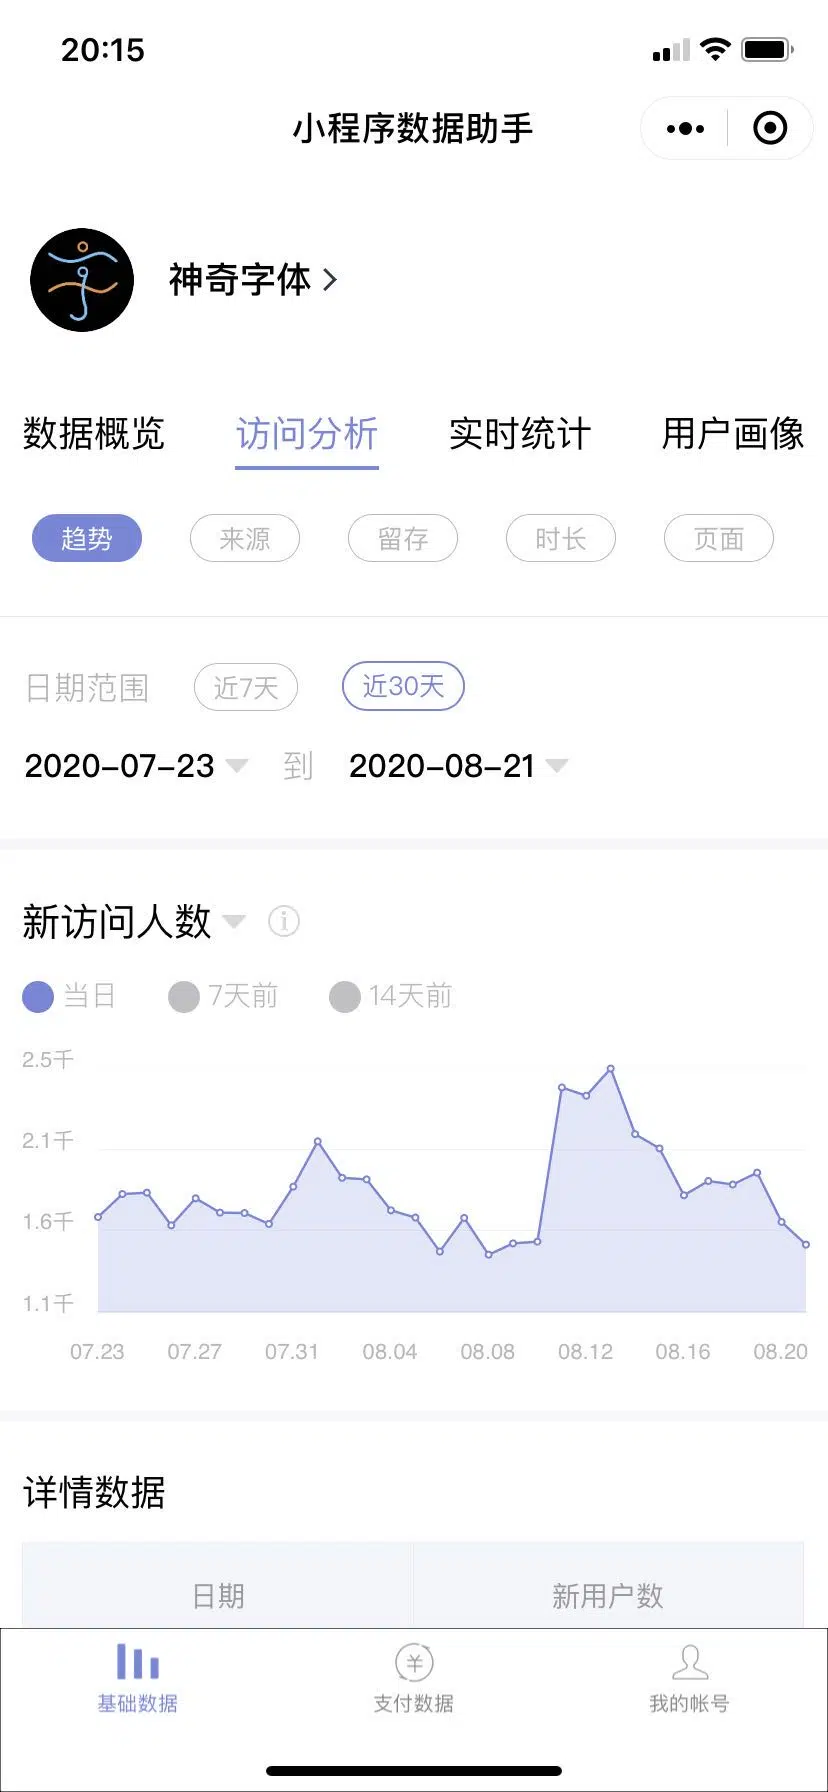 20:15
小程序数据助手
神奇字体
数据概览 访问分析 实时统计 用户画像
趋势 来源 留存 时长 页面
日期范围 近7天 近30天
2020-07-23 到 2020-08-21
新访问人数
当日 7天前 14天前
2.5千
2.1千
1.6千
1.1千
07.23 07.27 07.31 08.04 08.08 08.12 08.16 08.20
详情数据
日期 新用户数
基础数据 支付数据 我的帐号